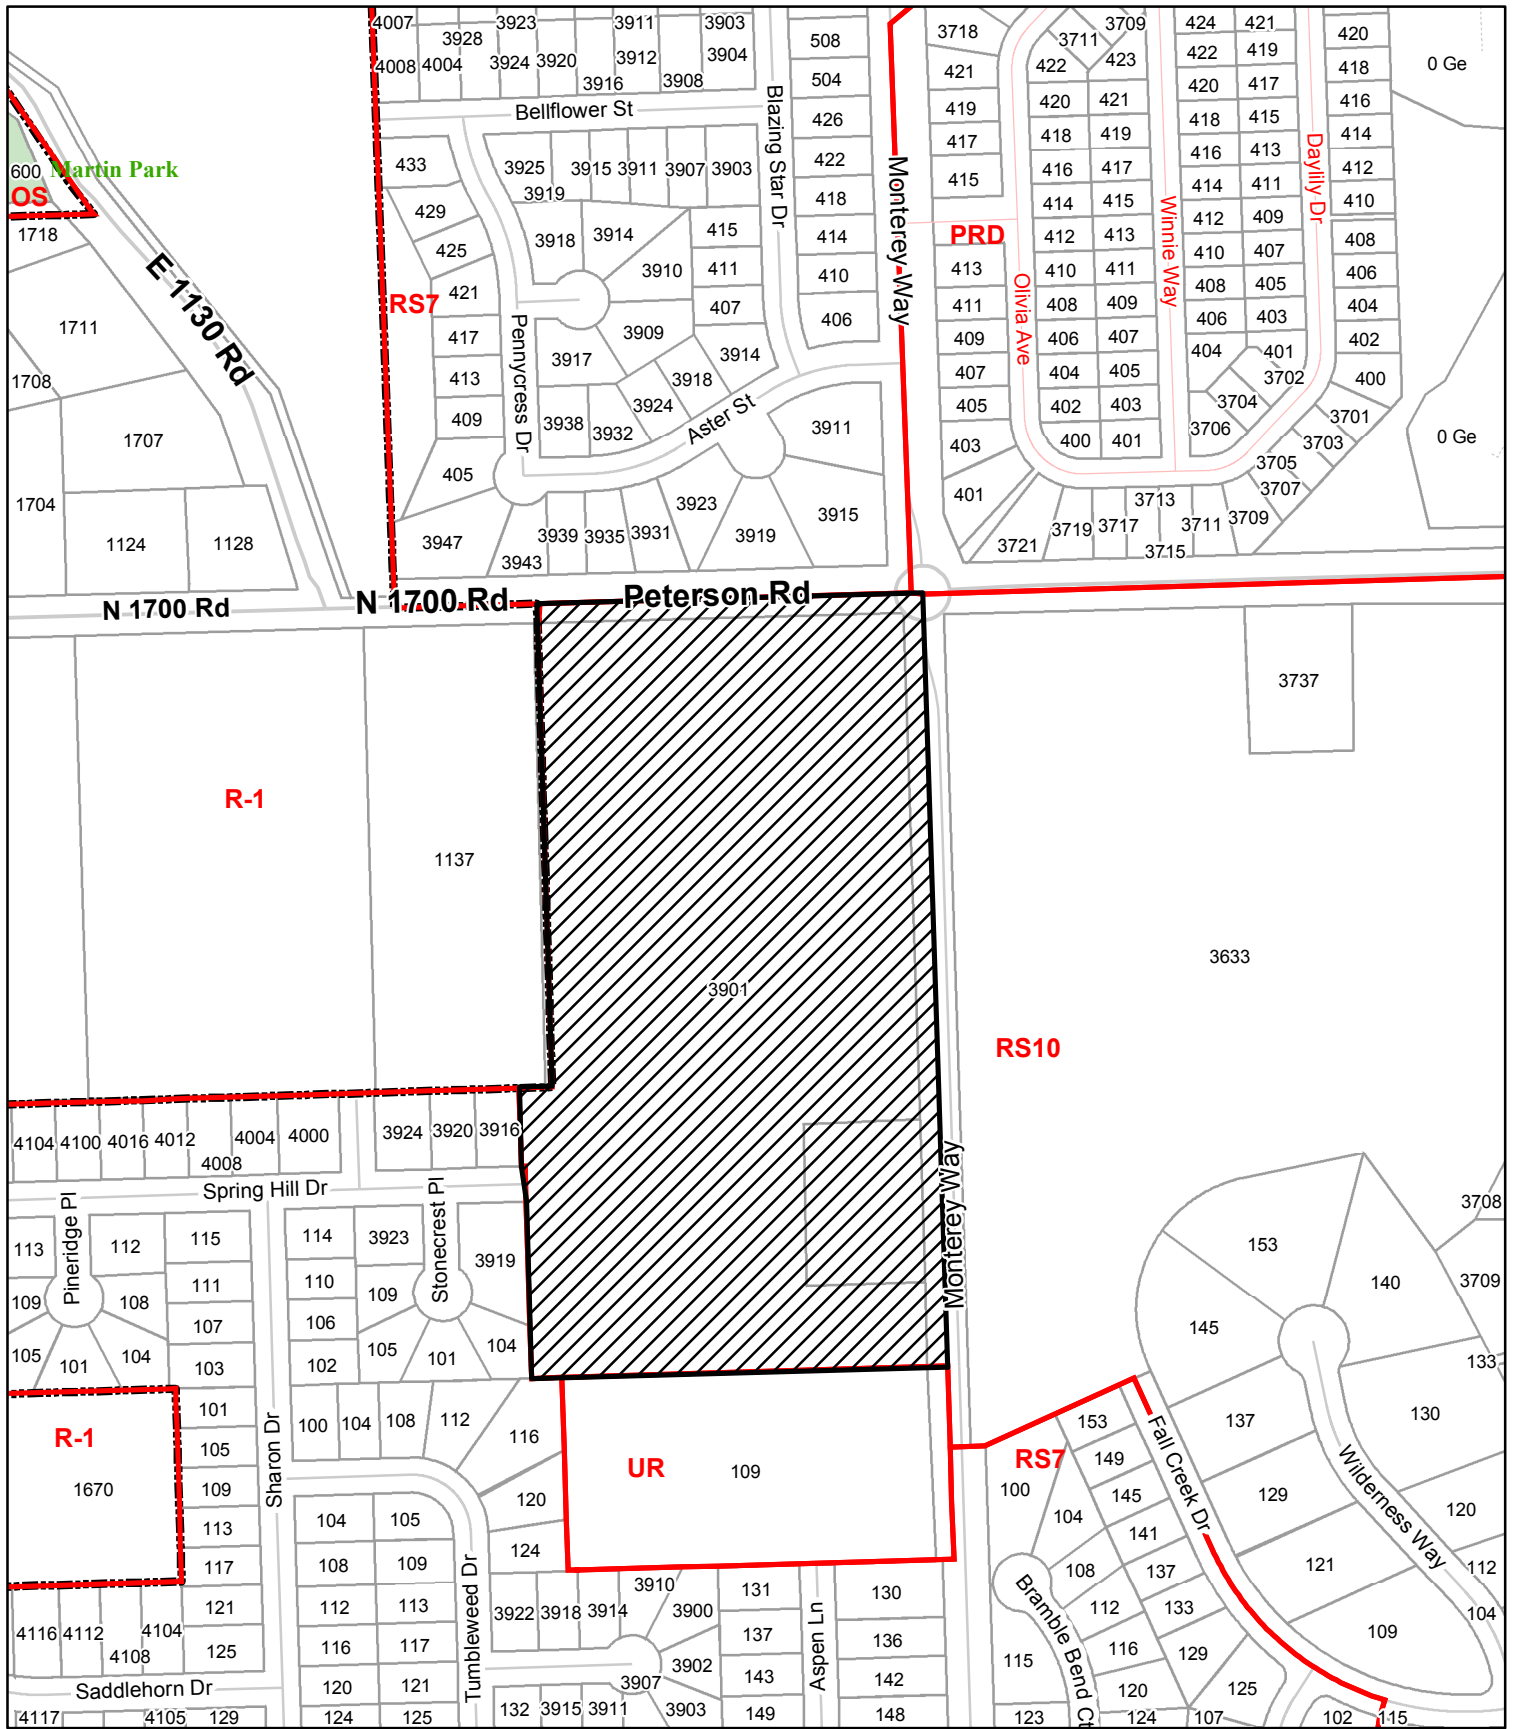 4007 3923 3911 3903 508 3718 3709 424 421 420
3928 3711
4008 4004 3924 3920 3912 3904 422 423 422 419 418 0 Ge
3916 3908 504 421 420 417
Bellflower St 426 419 420 421 418 415 416
Blazing Star Dr
433 3925 3915 3911 3907 3903 422 417 418 419 416 413 414
3919
600 Martin Park
OS
429 418 415 416 417 414 411 412
Monterey Way
Daylily Dr
Winnie Way
1718 425 3918 3914 415 414 PRD 414 415 412 409 410
E 1130 Rd
3910 411 410 413 412 413 410 407 408
RS7 421 407 406 411 410 411 408 405 406
1711 417 3909 409 408 409 406 403 404
Olivia Ave
Pennycress Dr
3917 3914 406 407 404 401 402
1708 413 3918 407 404 405 3702 400
409 3938 3924 405 402 403 3704 3701
1707 3932 Aster St 3911 403 400 401 3706 3703
405 401 3705
1704 3923 3915 3713 3707
1124 1128 3947 3939 3935 3931 3919 3719 3717 3711 3709
3943 3721 3715
N 1700 Rd N 1700 Rd Peterson Rd
3737
R-1
1137
3633
3901
RS10
4104 4100 4016 4012 4004 4000 3924 3920 3916
4008
Monterey Way
Spring Hill Dr
Pineridge Pl
Stonecrest Pl
3708
113 112 115 114 3923 153
3919 140 3709
109 108 111 110 109
107 106 145
105 101 104 103 102 105 101 104 133
R-1
101 100 104 108 112 116 153 137 130
Sharon Dr
105 UR 109 RS7 149
Fall Creek Dr
Wilderness Way
1670 109 120 100 145 129 120
113 104 105 104 141
117 108 109 124 108 137 121 112
Tumbleweed Dr
Bramble Bend Ct
121 112 113 3922 3918 3914 3910 131 130 112 133 104
4116 4112 4104 3900
4108 125 116 117 137 136 116 129 109
Aspen Ln
3902 143 142 115
Saddlehorn Dr 120 121 3907 120 125
4117 4105 129 124 125 132 3915 3911 3903 149 148 123 124 107 102 115